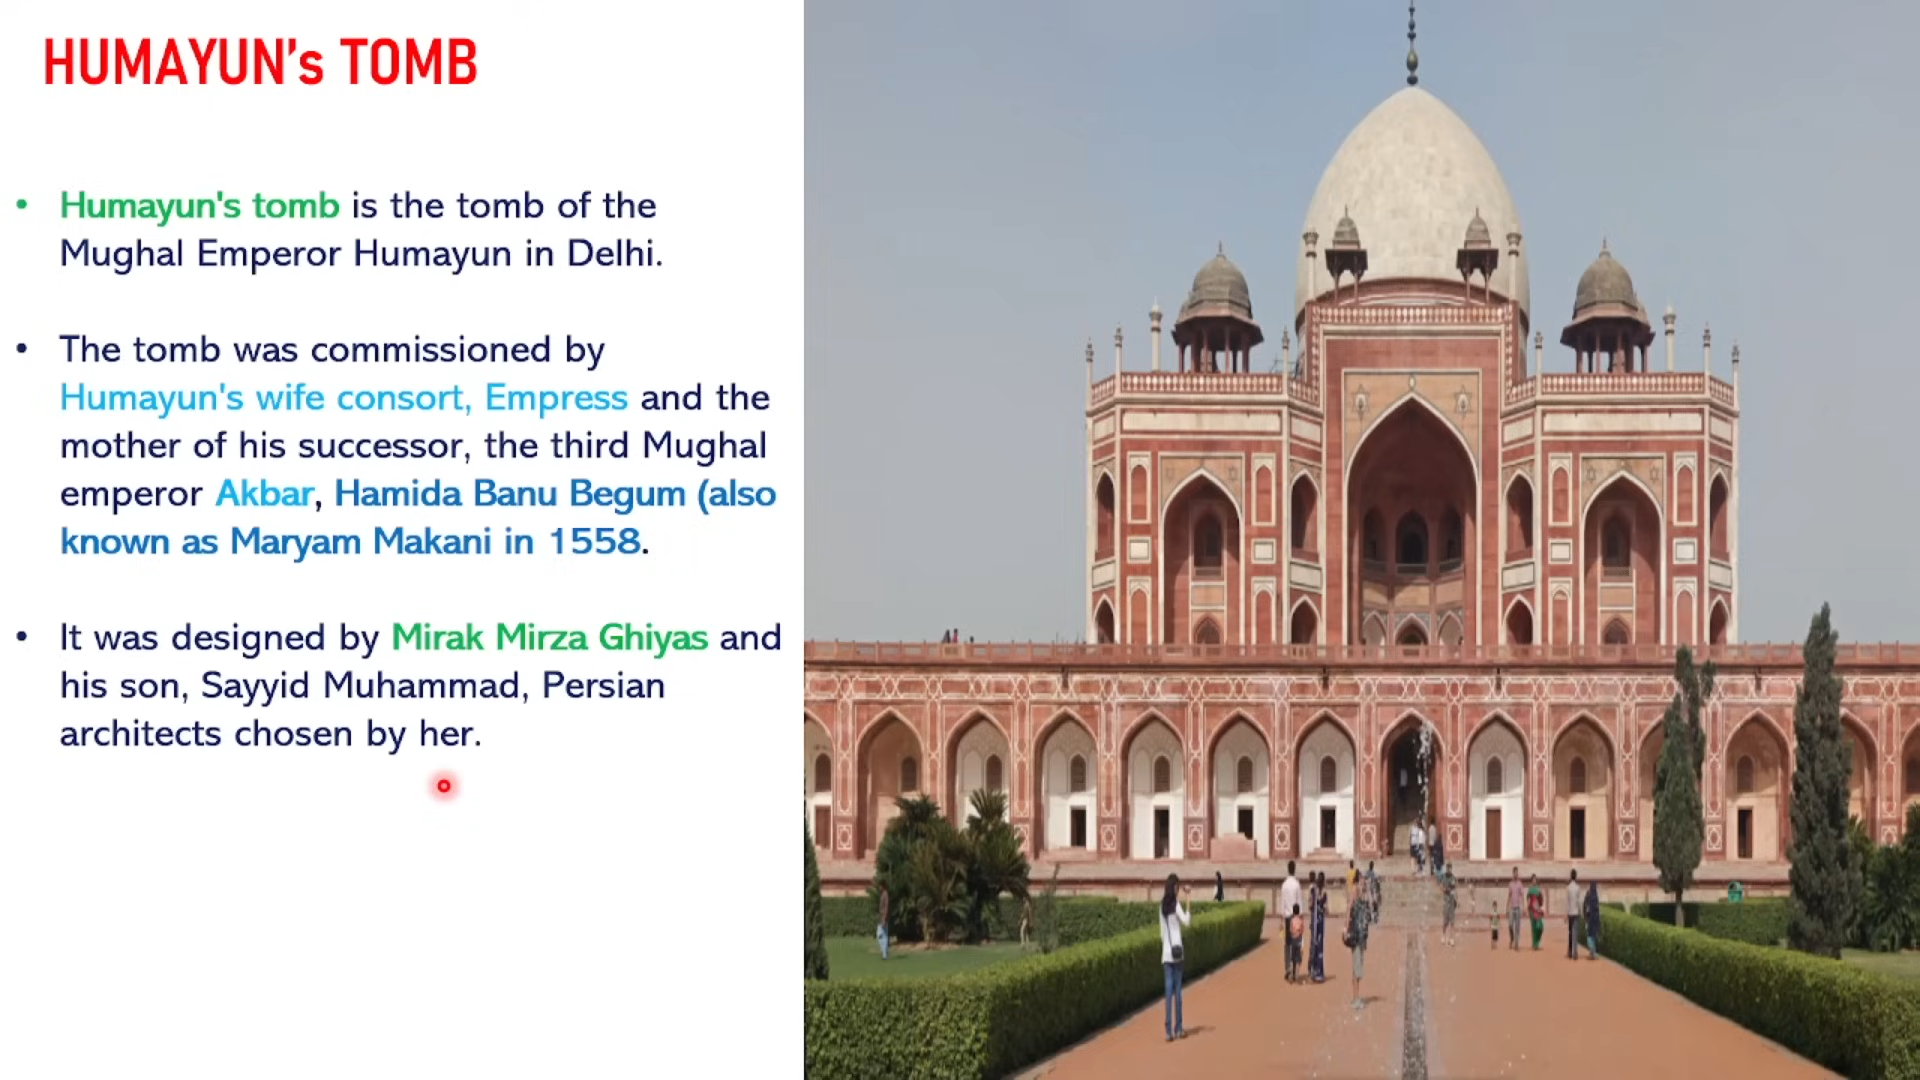 HUMAYUN's TOMB
• Humayun's tomb is the tomb of the
Mughal Emperor Humayun in Delhi.
• The tomb was commissioned by
Humayun's wife consort, Empress and the
mother of his successor, the third Mughal
emperor Akbar, Hamida Banu Begum (also
known as Maryam Makani in 1558.
• It was designed by Mirak Mirza Ghiyas and
his son, Sayyid Muhammad, Persian
architects chosen by her.